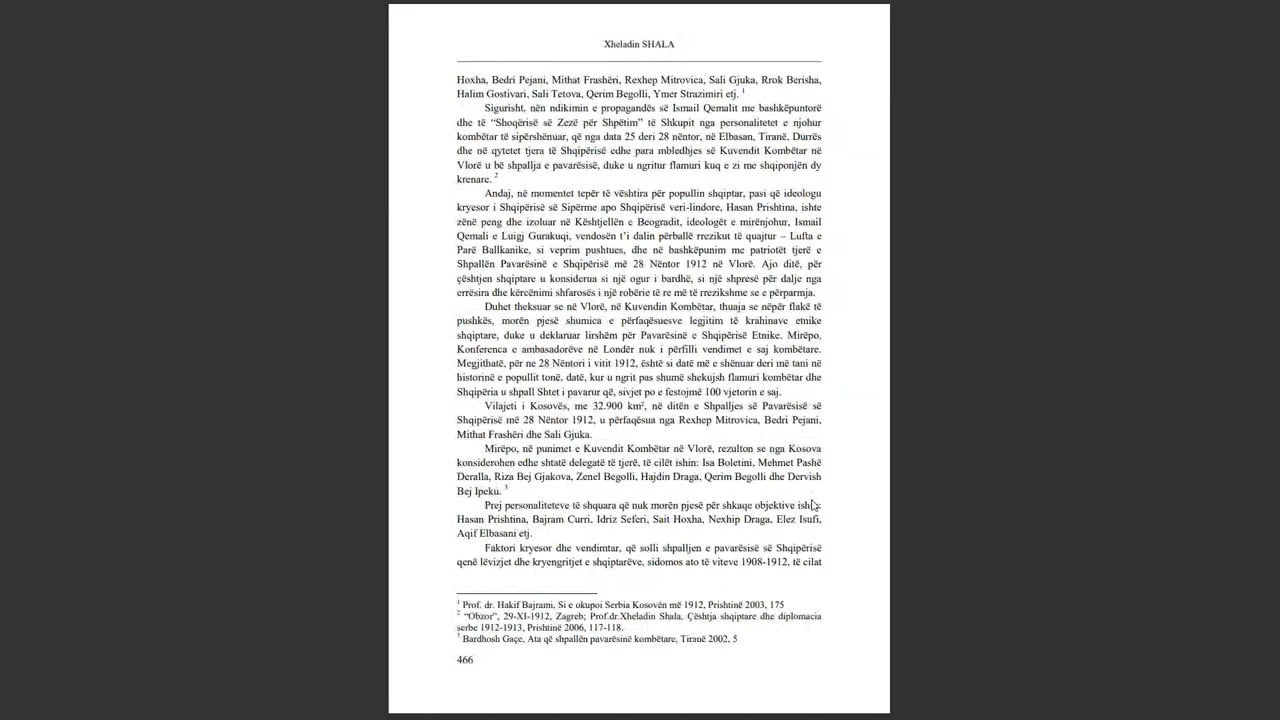 Xheladin SHALA
Hoxha, Bedri Pejani, Mithat Frashëri, Rexhep Mitrovica, Sali Gjuka, Rrok Berisha,
Halim Gostivari, Sali Tetova, Qerim Begolli, Ymer Strazimiri etj. 1
Sigurisht, nën ndikimin e propagandës së Ismail Qemalit me bashkëpuntorë
dhe të “Shoqërisë së Zezë për Shpëtim” të Shkupit nga personalitetet e njohur
kombëtar të sipërshënuar, që nga data 25 deri 28 nëntor, në Elbasan, Tiranë, Durrës
dhe në qytetet tjera të Shqipërisë edhe para mbledhjes së Kuvendit Kombëtar në
Vlorë u bë shpallja e pavarësisë, duke u ngritur flamuri kuq e zi me shqiponjën dy
krenare. 2
Andaj, në momentet tepër të vështira për popullin shqiptar, pasi që ideologu
kryesor i Shqipërisë së Sipërme apo Shqipërisë veri-lindore, Hasan Prishtina, ishte
zënë peng dhe izoluar në Kështjellën e Beogradit, ideologët e mirënjohur, Ismail
Qemali e Luigj Gurakuqi, vendosën t’i dalin përballë rrezikut të quajtur – Lufta e
Parë Ballkanike, si veprim pushtues, dhe në bashkëpunim me patriotët tjerë e
Shpallën Pavarësinë e Shqipërisë më 28 Nëntor 1912 në Vlorë. Ajo ditë, për
çështjen shqiptare u konsiderua si një ogur i bardhë, si një shpresë për dalje nga
errësira dhe kërcënimi shfarosës i një robërie të re më të rrezikshme se e përparmja.
Duhet theksuar se në Vlorë, në Kuvendin Kombëtar, thuaja se nëpër flakë të
pushkës, morën pjesë shumica e përfaqësuesve legjitim të krahinave etnike
shqiptare, duke u deklaruar lirshëm për Pavarësinë e Shqipërisë Etnike. Mirëpo,
Konferenca e ambasadorëve në Londër nuk i përfilli vendimet e saj kombëtare.
Megjithatë, për ne 28 Nëntori i vitit 1912, është si datë më e shënuar deri më tani në
historinë e popullit tonë, datë, kur u ngrit pas shumë shekujsh flamuri kombëtar dhe
Shqipëria u shpall Shtet i pavarur që, sivjet po e festojmë 100 vjetorin e saj.
Vilajeti i Kosovës, me 32.900 km², në ditën e Shpalljes së Pavarësisë së
Shqipërisë më 28 Nëntor 1912, u përfaqësua nga Rexhep Mitrovica, Bedri Pejani,
Mithat Frashëri dhe Sali Gjuka.
Mirëpo, në punimet e Kuvendit Kombëtar në Vlorë, rezulton se nga Kosova
konsiderohen edhe shtatë delegatë të tjerë, të cilët ishin: Isa Boletini, Mehmet Pashë
Deralla, Riza Bej Gjakova, Zenel Begolli, Hajdin Draga, Qerim Begolli dhe Dervish
Bej Ipeku. 3
Prej personaliteteve të shquara që nuk morën pjesë për shkaqe objektive
Hasan Prishtina, Bajram Curri, Idriz Seferi, Sait Hoxha, Nexhip Draga, Elez Isufi,
Aqif Elbasani etj.
Faktori kryesor dhe vendimtar, që solli shpalljen e pavarësisë së Shqipërisë
qenë lëvizjet dhe kryengritjet e shqiptarëve, sidomos ato të viteve 1908-1912, të cilat
1 Prof. dr. Hakif Bajrami, Si e okupoi Serbia Kosovën më 1912, Prishtinë 2003, 175
2 “Obzor”, 29-XI-1912, Zagreb; Prof.dr.Xheladin Shala, Çështja shqiptare dhe diplomacia
serbe 1912-1913, Prishtinë 2006, 117-118.
3 Bardhosh Gaçe, Ata që shpallën pavarësinë kombëtare, Tiranë 2002, 5
466